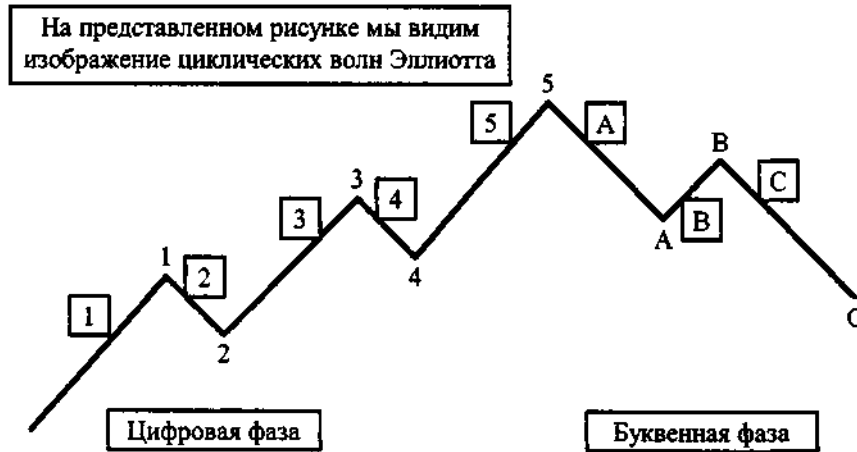 На представленном рисунке мы видим
изображение циклических волн Эллиотта
5
5
A
B
3
C
3
4
A
B
1
2
4
1
2
C
Цифровая фаза
Буквенная фаза